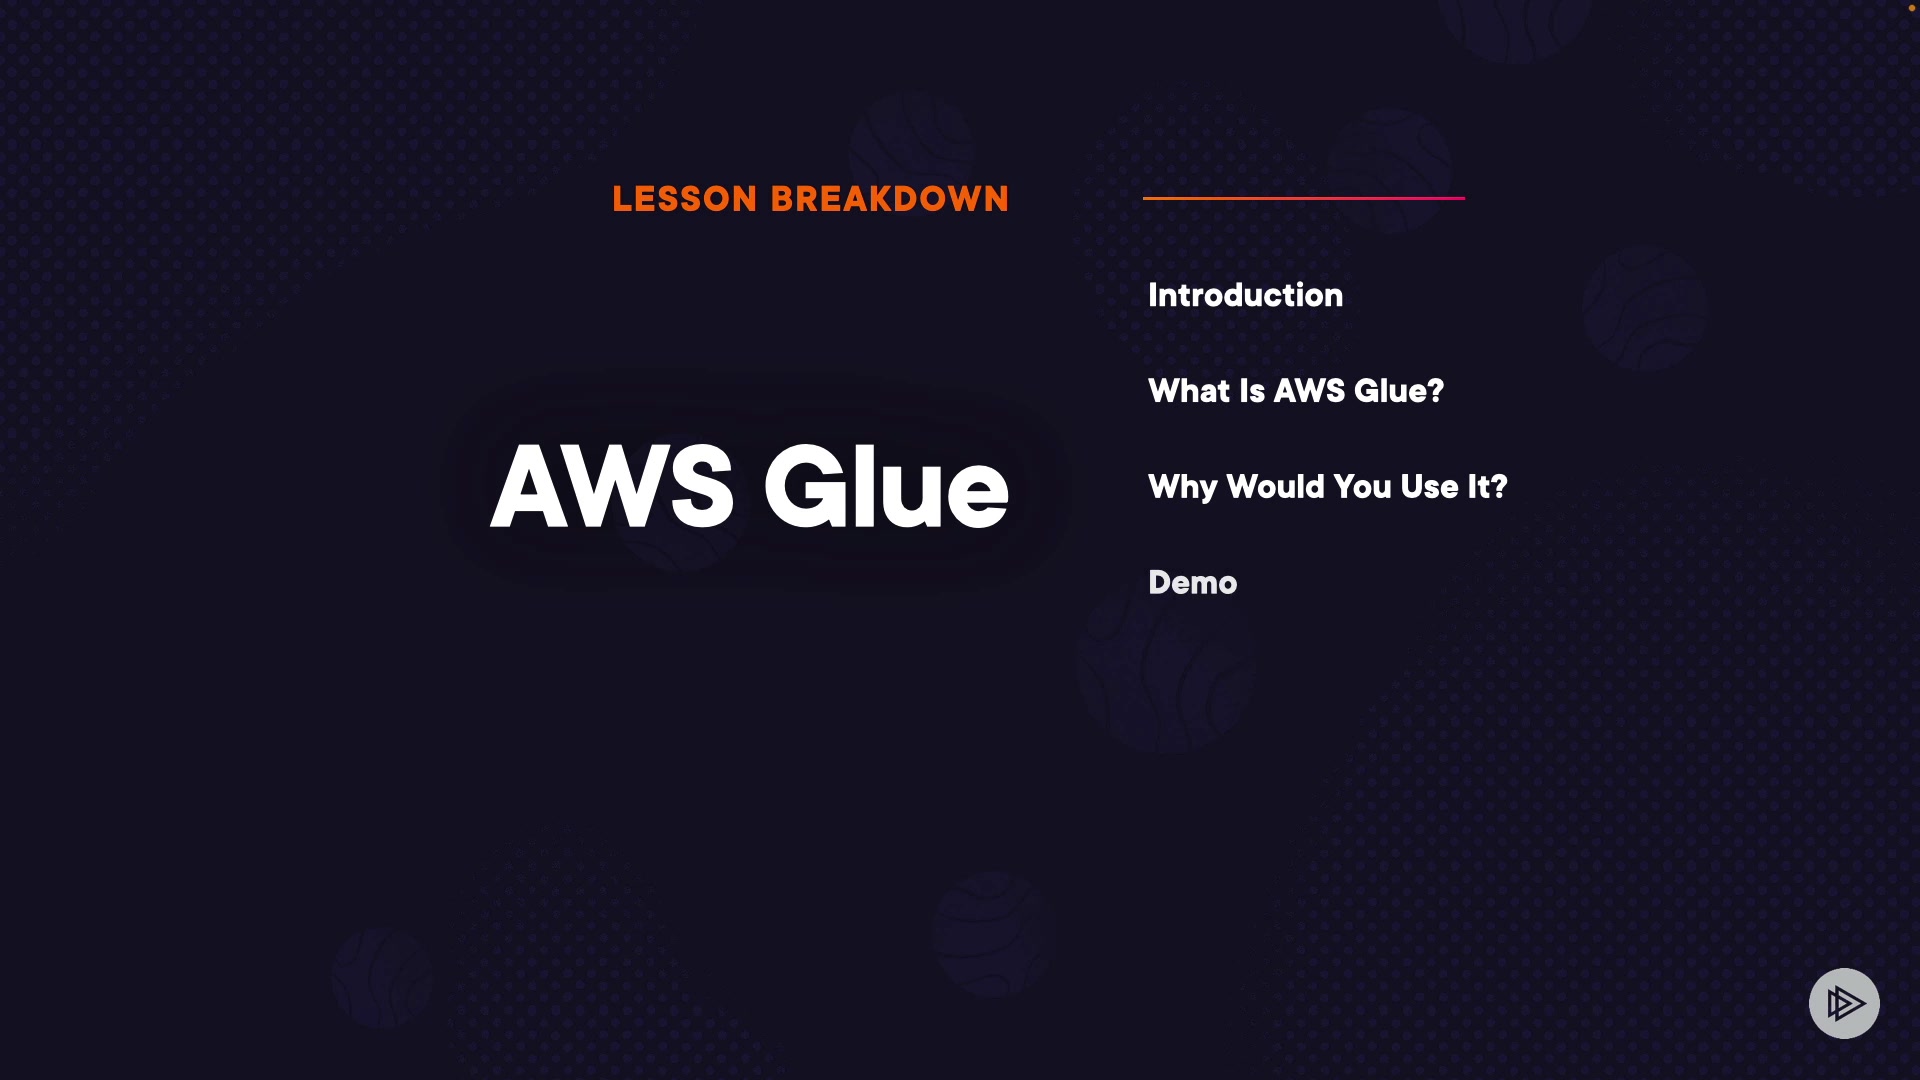 LESSON BREAKDOWN
AWS Glue
Introduction
What Is AWS Glue?
Why Would You Use It?
Demo